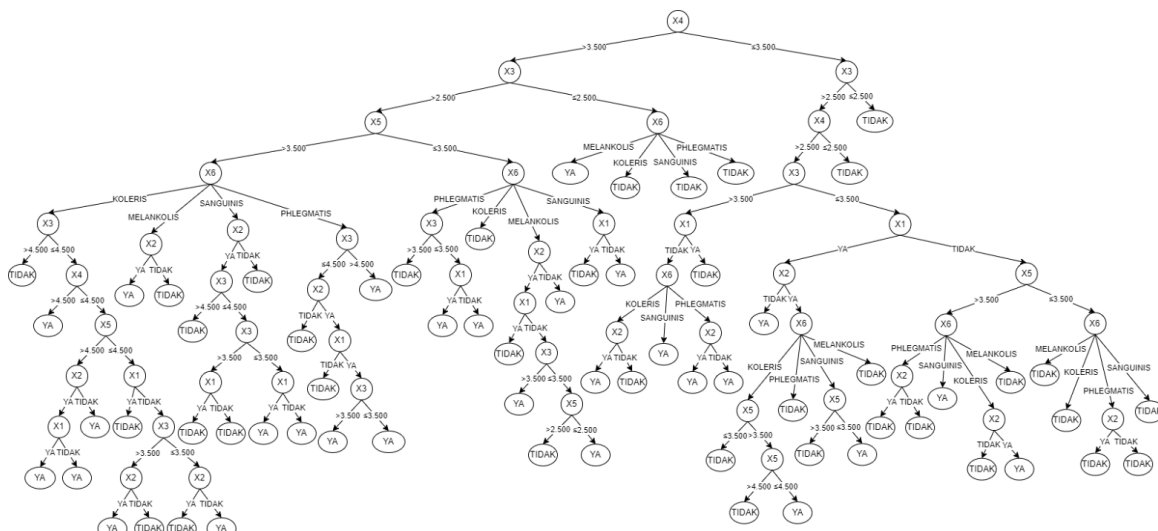 X4
>3.500 ≤3.500
X3 X3
>2.500 ≤2.500 >2.500 ≤2.500
X5 X6 X4 TIDAK
>3.500 ≤3.500 MELANKOLIS KOLERIS SANGUINIS PHLEGMATIS >2.500 ≤2.500
X6 X6 YA TIDAK TIDAK TIDAK X3 TIDAK
KOLERIS MELANKOLIS SANGUINIS PHLEGMATIS PHLEGMATIS KOLERIS MELANKOLIS SANGUINIS >3.500 ≤3.500
X3 X2 X2 X3 X3 TIDAK X2 X1 X1 X1
>4.500 ≤4.500 YA TIDAK YA TIDAK ≤4.500 >4.500 >3.500 ≤3.500 YA TIDAK YA TIDAK TIDAK YA YA TIDAK
TIDAK X4 YA TIDAK X3 TIDAK X2 YA TIDAK X1 X1 YA TIDAK YA X6 TIDAK X2 X5
>4.500 ≤4.500 >4.500 ≤4.500 TIDAK YA YA TIDAK YA TIDAK KOLERIS SANGUINIS PHLEGMATIS TIDAK YA >3.500 ≤3.500
YA X5 TIDAK X3 TIDAK X1 YA YA TIDAK X3 X2 YA X2 YA X6 X6 X6
>4.500 ≤4.500 >3.500 ≤3.500 TIDAK YA >3.500 ≤3.500 YA TIDAK YA TIDAK KOLERIS PHLEGMATIS SANGUINIS MELANKOLIS PHLEGMATIS SANGUINIS KOLERIS MELANKOLIS MELANKOLIS KOLERIS PHLEGMATIS SANGUINIS
X2 X1 X1 X1 TIDAK X3 YA X5 YA TIDAK YA YA X5 TIDAK X5 TIDAK X2 YA X2 TIDAK TIDAK TIDAK X2 TIDAK
YA TIDAK YA TIDAK YA TIDAK YA TIDAK >3.500 ≤3.500 >2.500 ≤2.500 ≤3.500 >3.500 >3.500 ≤3.500 YA TIDAK TIDAK YA YA TIDAK
X1 YA TIDAK X3 TIDAK TIDAK YA YA YA YA TIDAK YA TIDAK X5 TIDAK YA TIDAK TIDAK TIDAK YA TIDAK TIDAK
YA TIDAK >3.500 ≤3.500 >4.500 ≤4.500
YA YA X2 X2 TIDAK YA
YA TIDAK YA TIDAK
YA TIDAK TIDAK YA